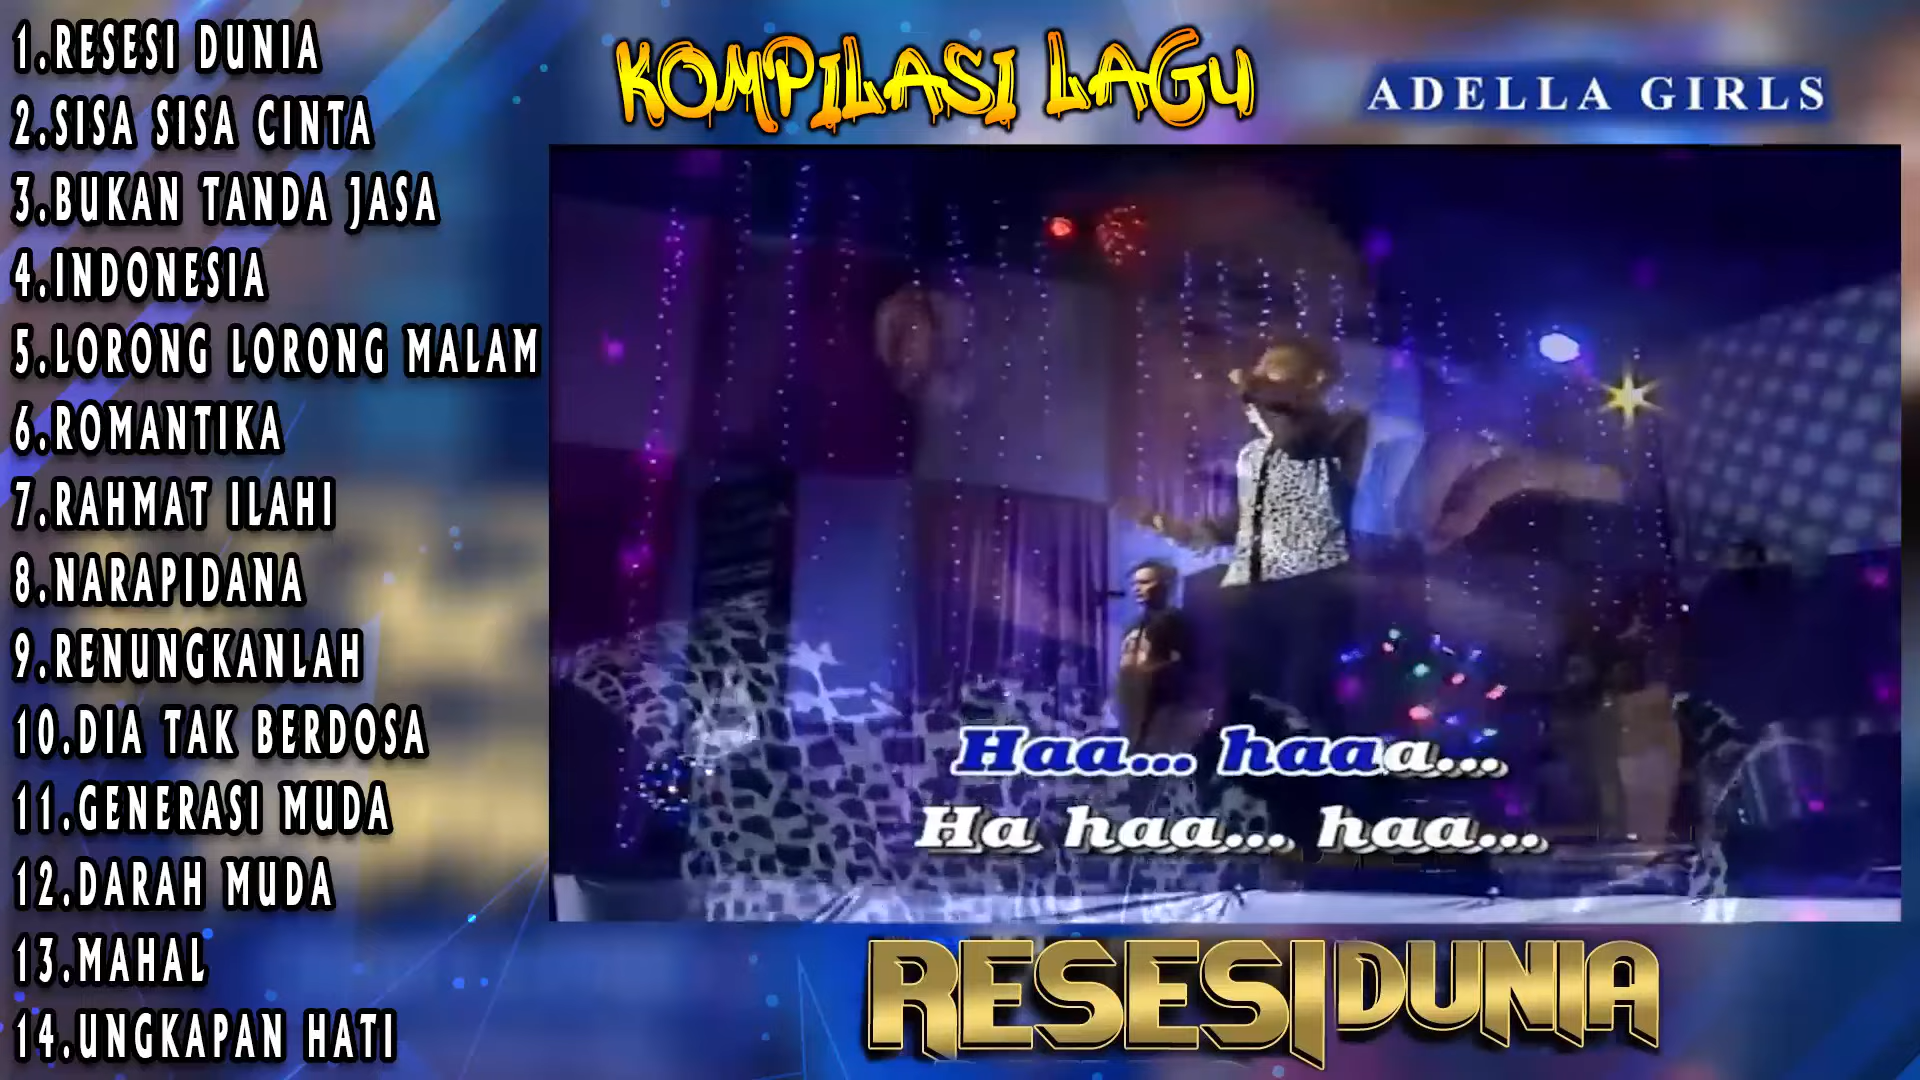 1.RESESI DUNIA
2.SISA SISA CINTA
3.BUKAN TANDA JASA
4.INDONESIA
5.LORONG LORONG MALAM
6.ROMANTIKA
7.RAHMAT ILAHI
8.NARAPIDANA
9.RENUNGKANLAH
10.DIA TAK BERDOSA
11.GENERASI MUDA
12.DARAH MUDA
13.MAHAL
14.UNGKAPAN HATI
KOMPILASI LAGU
ADELLA GIRLS
Haa... haaa...
Ha haa... haa...
RESESI DUNIA